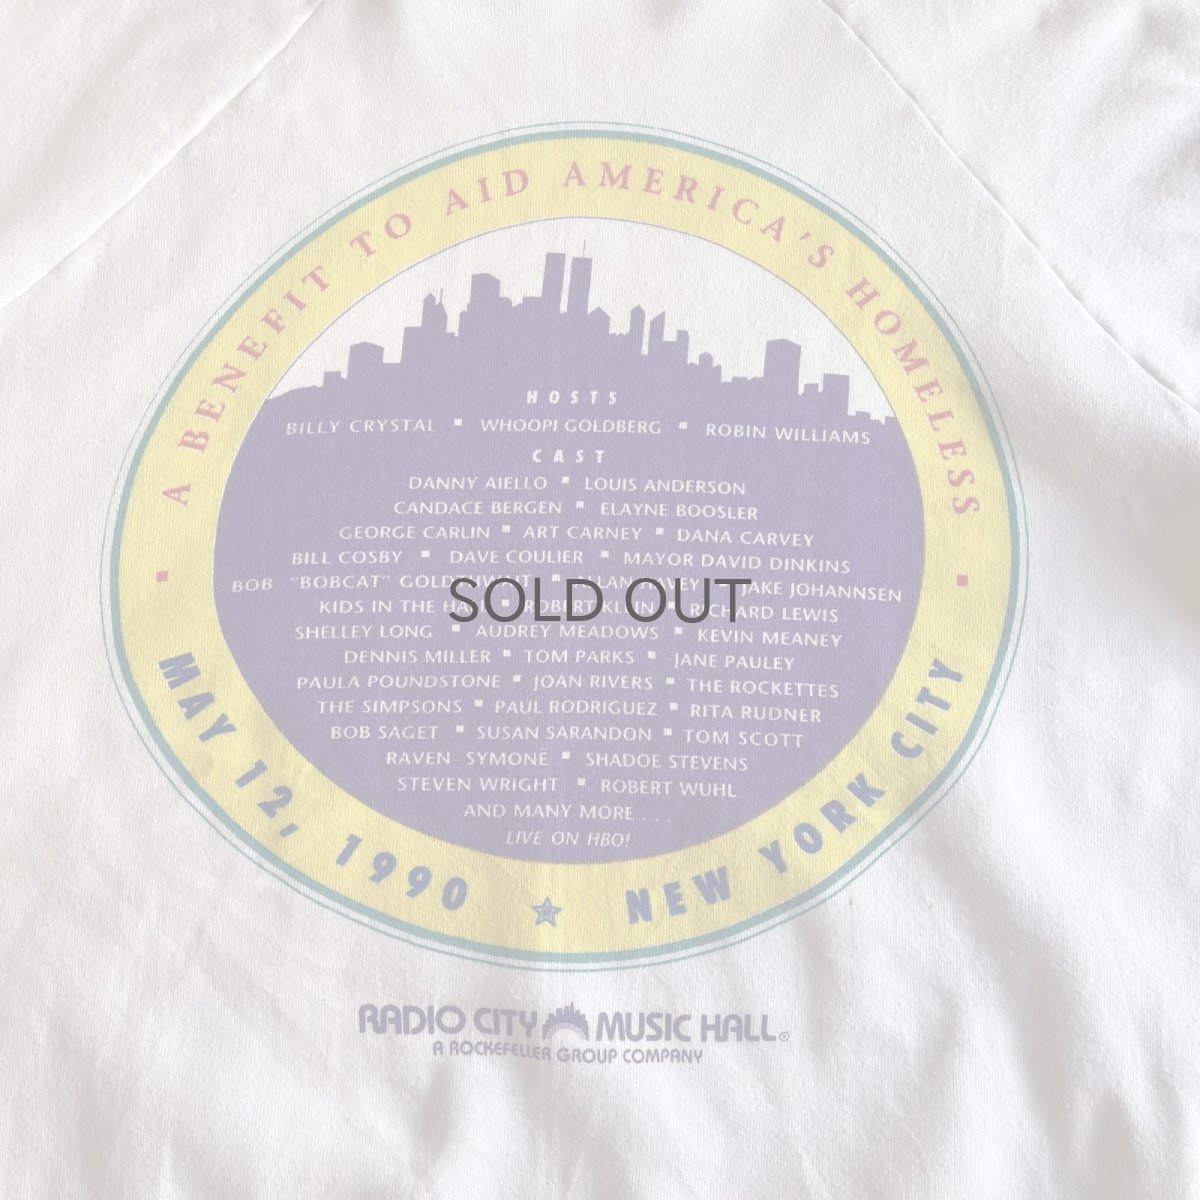 A BENEFIT TO AID AMERICA'S HOMELESS
HOSTS
BILLY CRYSTAL ▪ WHOOPI GOLDBERG ▪ ROBIN WILLIAMS
CAST
DANNY AIELLO ▪ LOUIS ANDERSON
CANDACE BERGEN ▪ ELAYNE BOOSLER
GEORGE CARLIN ▪ ART CARNEY ▪ DANA CARVEY
BILL COSBY ▪ DAVE COULIER ▪ MAYOR DAVID DINKINS
BOB "BOBCAT" ▪ JAKE JOHANNSEN
KIDS IN THE HALL ▪ ROBERT KLEIN ▪ RICHARD LEWIS
SOLD OUT
SHELLEY LONG ▪ AUDREY MEADOWS ▪ KEVIN MEANEY
DENNIS MILLER ▪ TOM PARKS ▪ JANE PAULEY
PAULA POUNDSTONE ▪ JOAN RIVERS ▪ THE ROCKETTES
THE SIMPSONS ▪ PAUL RODRIGUEZ ▪ RITA RUDNER
BOB SAGET ▪ SUSAN SARANDON ▪ TOM SCOTT
RAVEN- SYMONĒ ▪ SHADOE STEVENS
STEVEN WRIGHT ▪ ROBERT WUHL
AND MANY MORE . . .
LIVE ON HBO!
MAY 12, 1990 NEW YORK CITY
RADIO CITY MUSIC HALL®
A ROCKEFELLER GROUP COMPANY